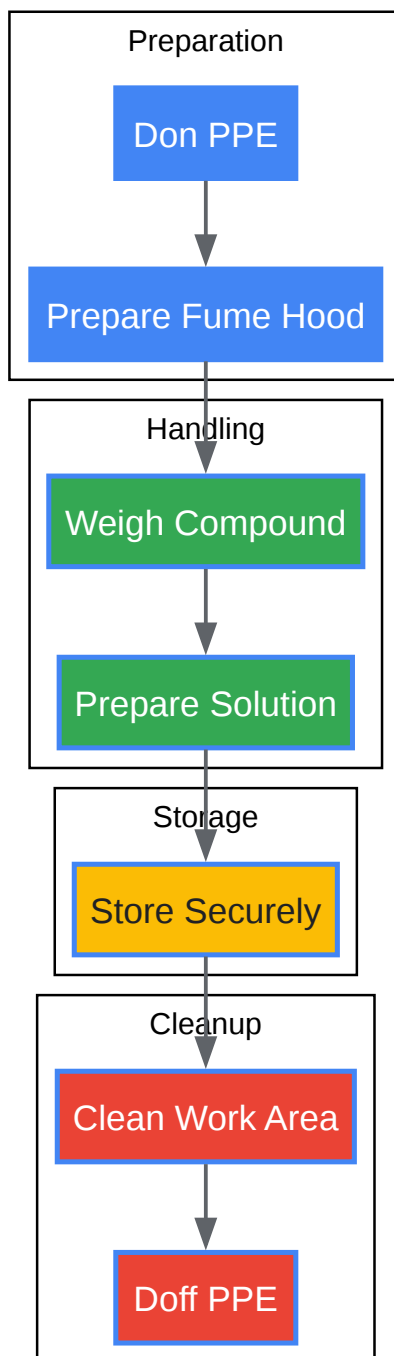 Preparation
Don PPE
Prepare Fume Hood
Handling
Weigh Compound
Prepare Solution
Storage
Store Securely
Cleanup
Clean Work Area
Doff PPE